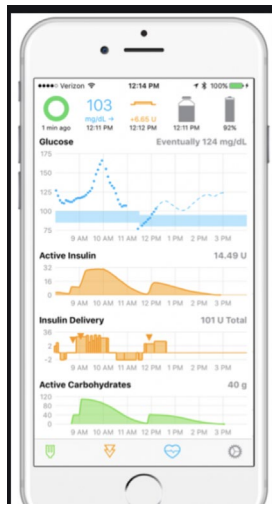 Verizon 12:14 PM 100%
103
mg/dL →
+6.65 U
1 min ago 12:11 PM 12:12 PM 12:11 PM 92%
Glucose Eventually 124 mg/dL
175
150
125
100
75
9 AM 10 AM 11 AM 12 PM 1 PM 2 PM 3 PM
Active Insulin 14.49 U
32
16
0
9 AM 10 AM 11 AM 12 PM 1 PM 2 PM 3 PM
Insulin Delivery 101 U Total
2
-2
9 AM 10 AM 11 AM 12 PM 1 PM 2 PM 3 PM
Active Carbohydrates 40 g
120
80
40
0
9 AM 10 AM 11 AM 12 PM 1 PM 2 PM 3 PM